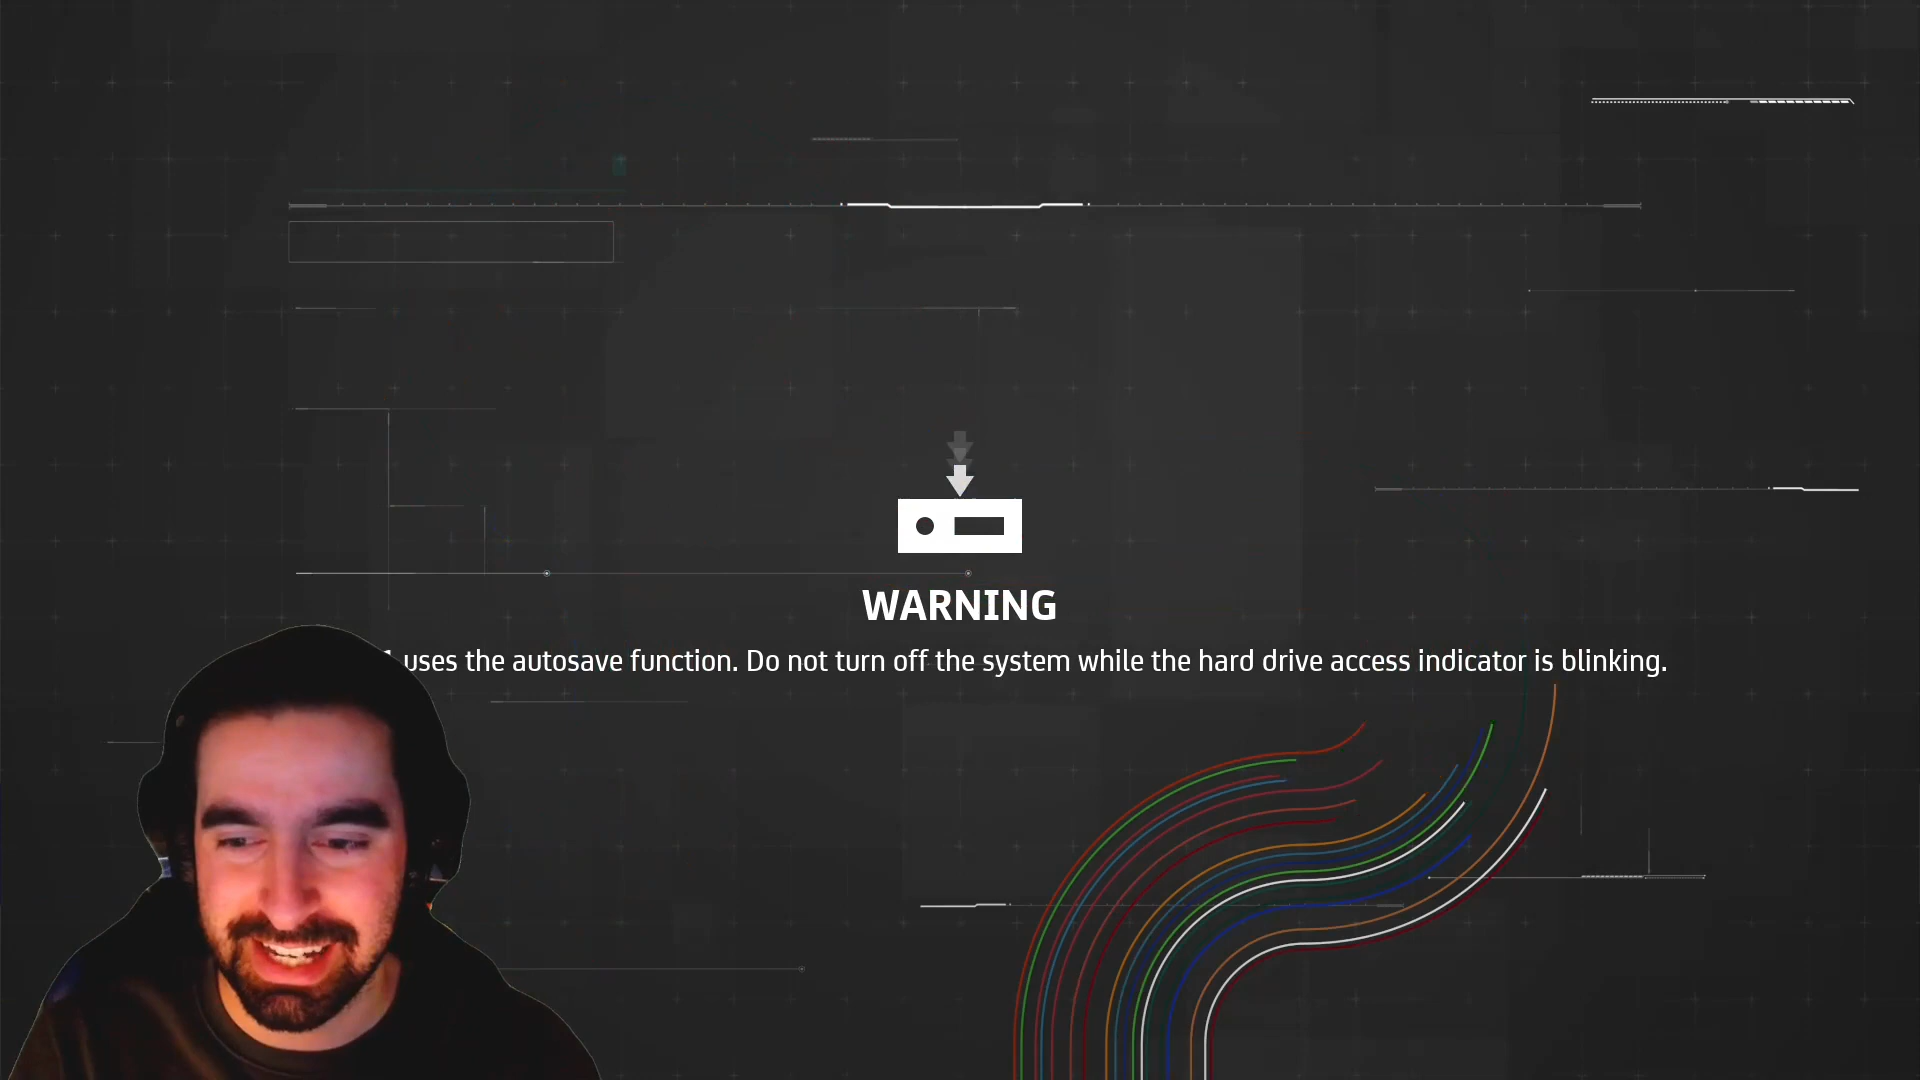 WARNING
uses the autosave function. Do not turn off the system while the hard drive access indicator is blinking.